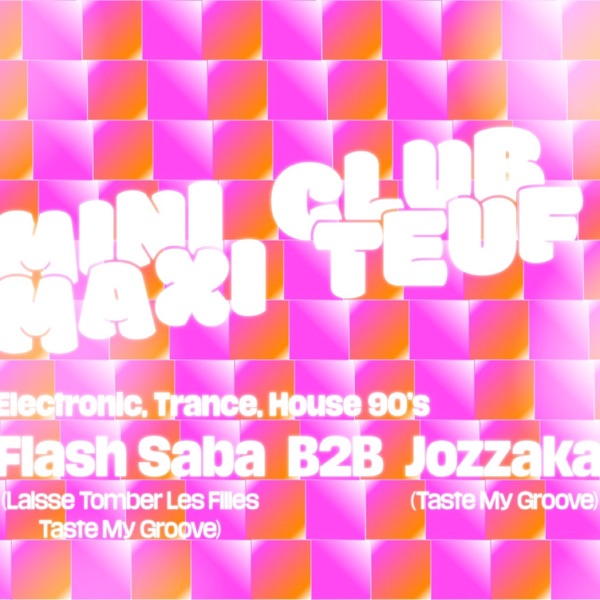 MINI CLUB
MAXI TEUF
Electronic, Trance, House 90's
Flash Saba B2B Jozzaka
(Laisse Tomber Les Filles
Taste My Groove)
(Taste My Groove)